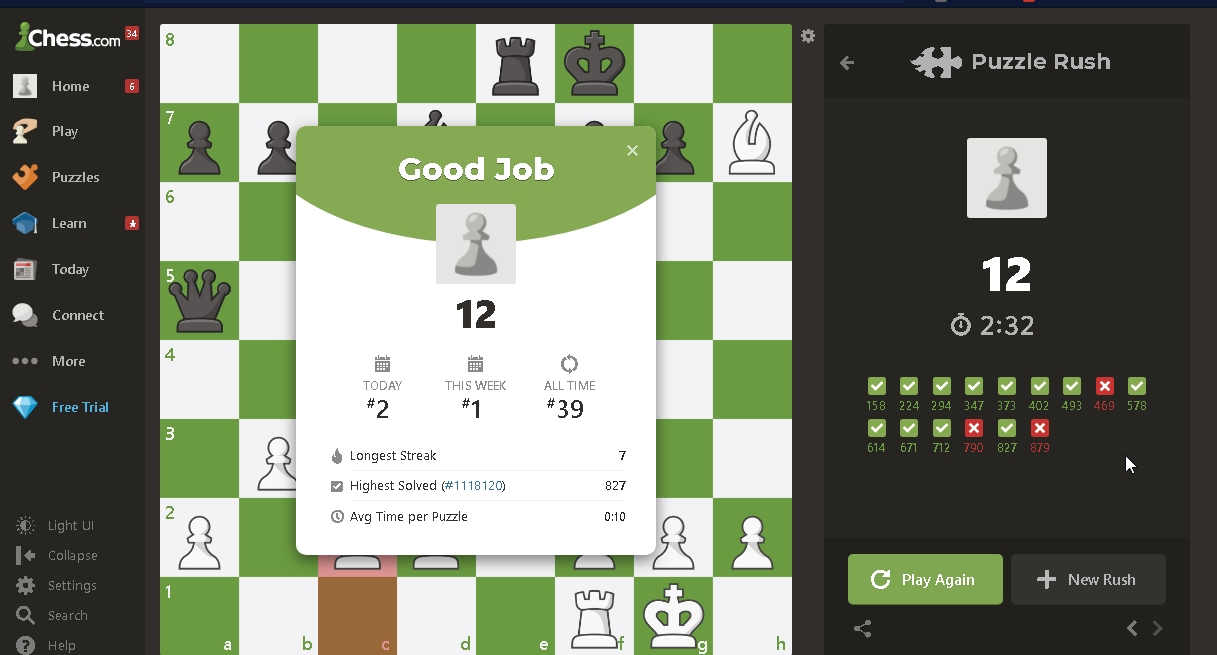 Chess.com
34
Home
6
Play
Puzzles
Learn
Today
Connect
More
Free Trial
Light UI
Collapse
Settings
Search
Help
8
7
6
5
4
3
2
1
a b c d e f g h
Good Job
12
TODAY THIS WEEK ALL TIME
#2 #1 #39
Longest Streak 7
Highest Solved (#1118120) 827
Avg Time per Puzzle 0:10
Puzzle Rush
12
2:32
158 224 294 347 373 402 493 469 578
614 671 712 790 827 879
Play Again
New Rush